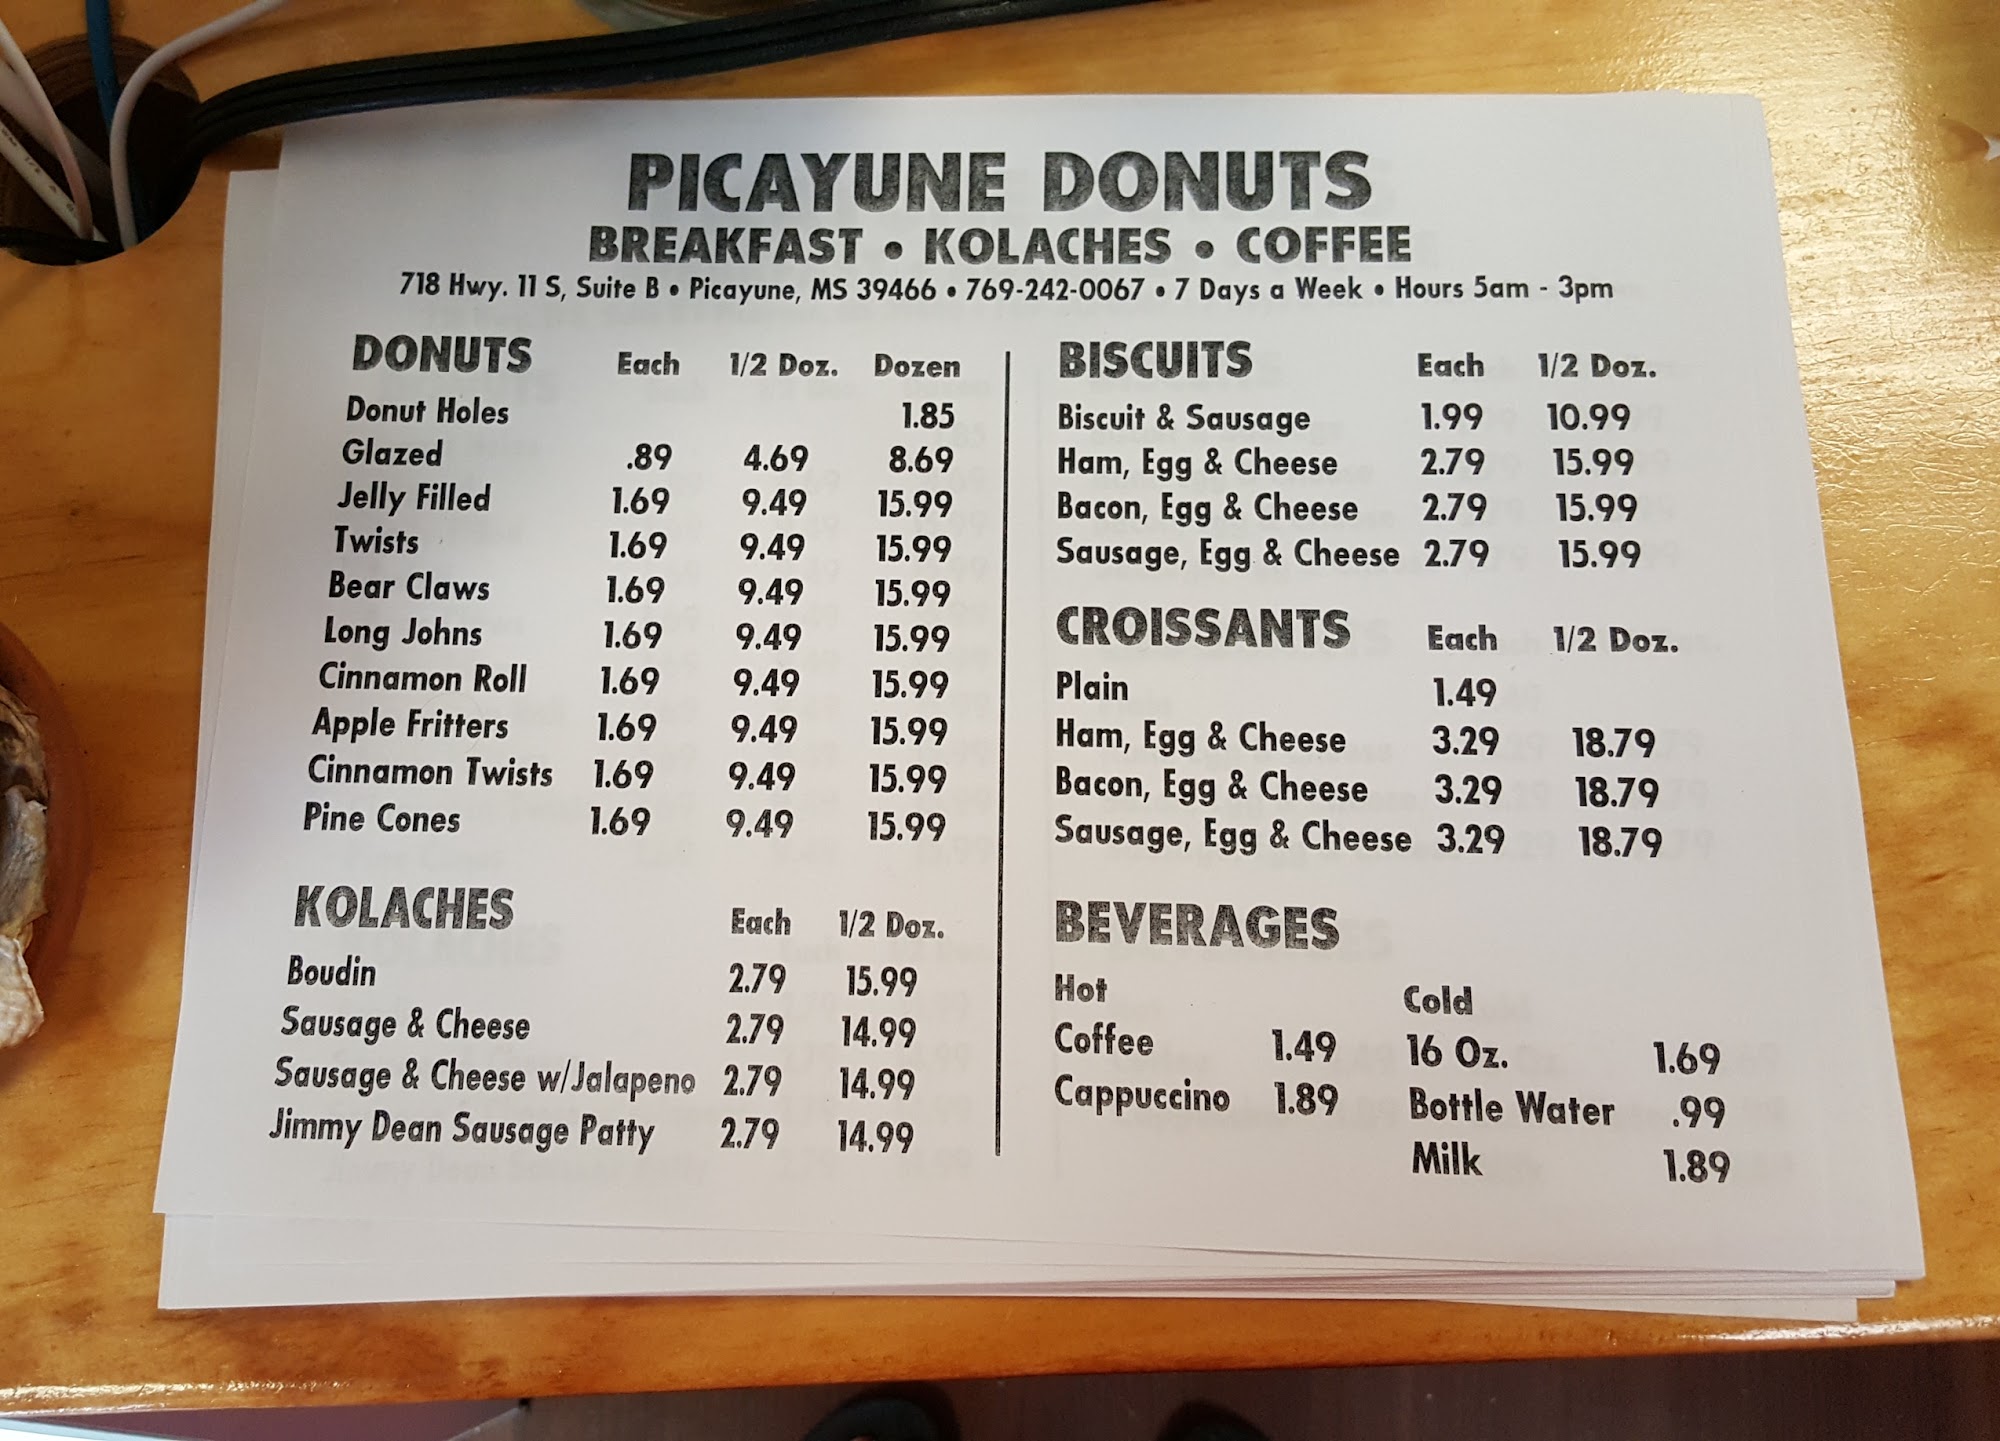 PICAYUNE DONUTS
BREAKFAST • KOLACHES • COFFEE
718 Hwy. 11 S, Suite B • Picayune, MS 39466 • 769-242-0067 • 7 Days a Week • Hours 5am - 3pm
DONUTS Each 1/2 Doz. Dozen
Donut Holes 1.85
Glazed .89 4.69 8.69
Jelly Filled 1.69 9.49 15.99
Twists 1.69 9.49 15.99
Bear Claws 1.69 9.49 15.99
Long Johns 1.69 9.49 15.99
Cinnamon Roll 1.69 9.49 15.99
Apple Fritters 1.69 9.49 15.99
Cinnamon Twists 1.69 9.49 15.99
Pine Cones 1.69 9.49 15.99
KOLACHES Each 1/2 Doz.
Boudin 2.79 15.99
Sausage & Cheese 2.79 14.99
Sausage & Cheese w/Jalapeno 2.79 14.99
Jimmy Dean Sausage Patty 2.79 14.99
BISCUITS Each 1/2 Doz.
Biscuit & Sausage 1.99 10.99
Ham, Egg & Cheese 2.79 15.99
Bacon, Egg & Cheese 2.79 15.99
Sausage, Egg & Cheese 2.79 15.99
CROISSANTS Each 1/2 Doz.
Plain 1.49
Ham, Egg & Cheese 3.29 18.79
Bacon, Egg & Cheese 3.29 18.79
Sausage, Egg & Cheese 3.29 18.79
BEVERAGES
Hot
Coffee 1.49
Cappuccino 1.89
Cold
16 Oz. 1.69
Bottle Water .99
Milk 1.89